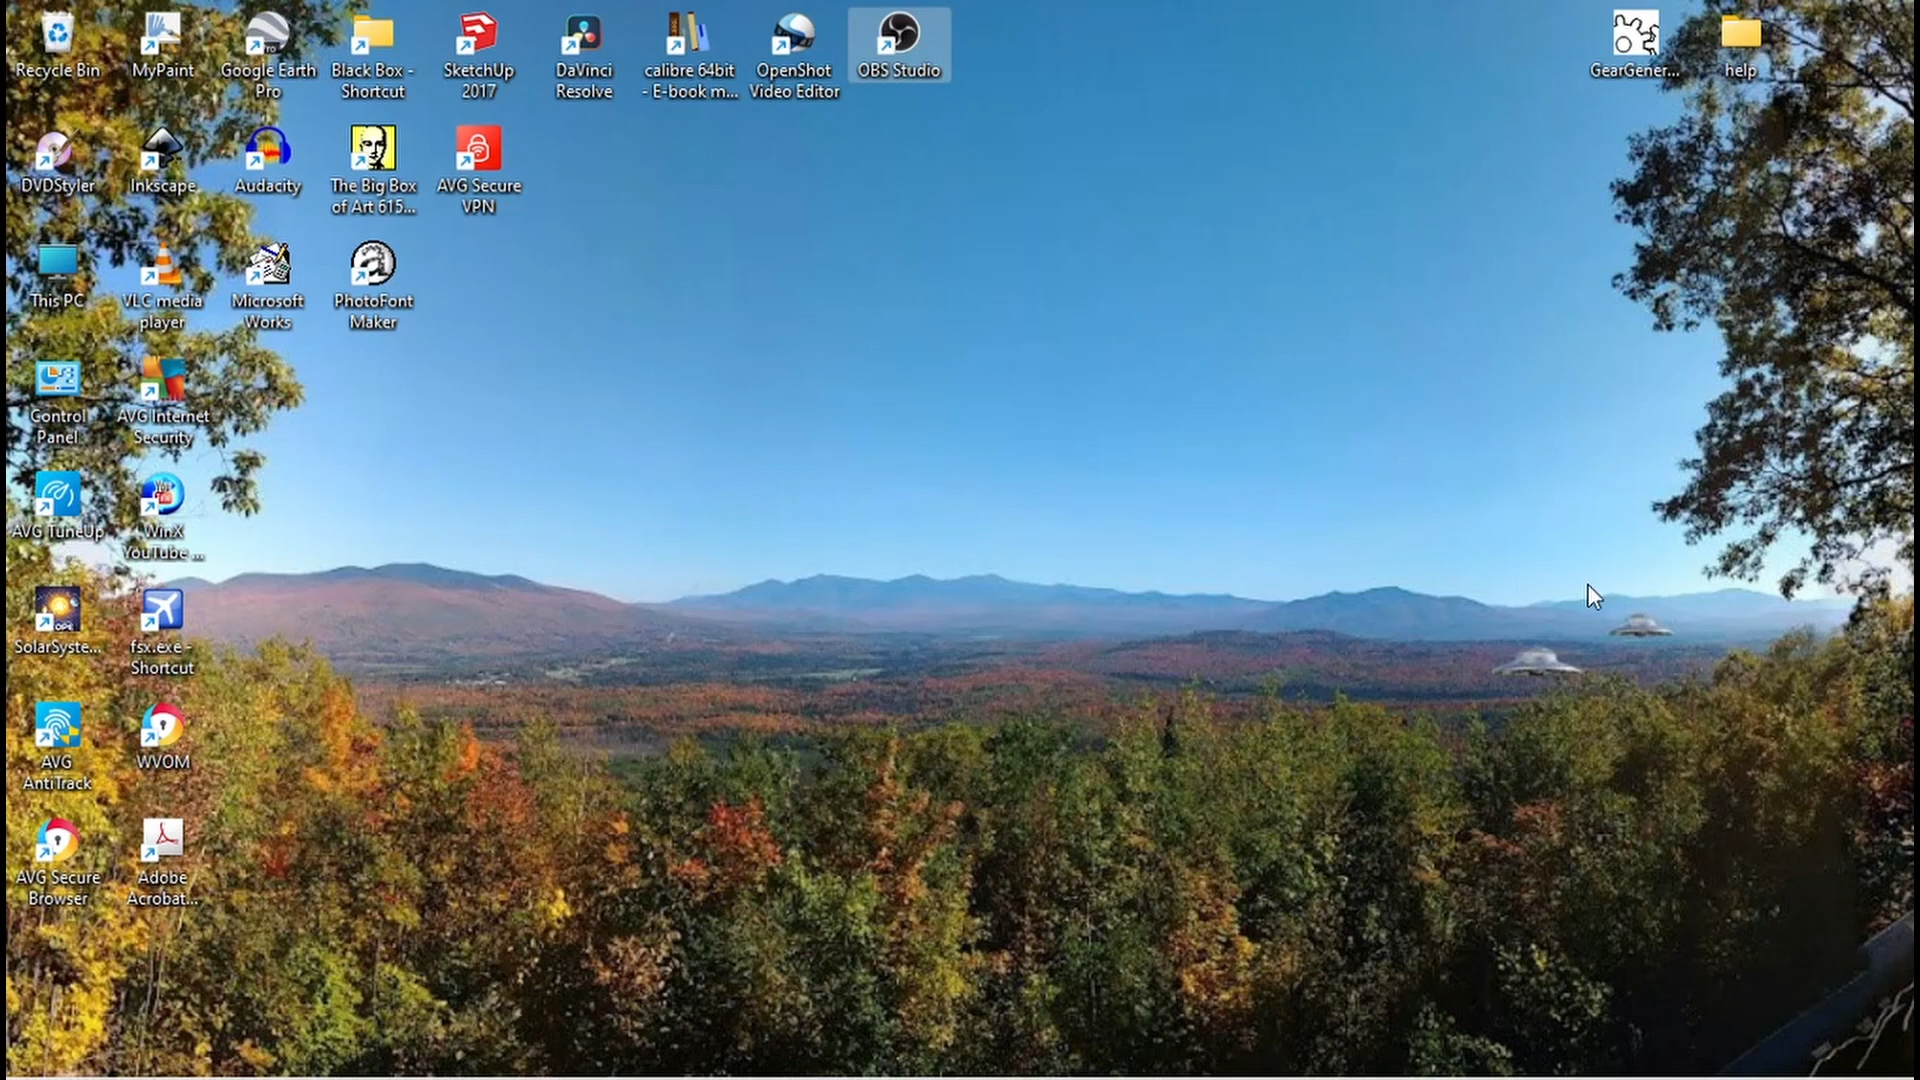 Recycle Bin
MyPaint
Google Earth
Pro
Black Box -
Shortcut
SketchUp
2017
DaVinci
Resolve
calibre 64bit
- E-book m...
OpenShot
Video Editor
OBS Studio
GearGener...
help
DVDStyler
Inkscape
Audacity
The Big Box
of Art 615...
AVG Secure
VPN
This PC
VLC media
player
Microsoft
Works
PhotoFont
Maker
Control
Panel
AVG Internet
Security
AVG TuneUp
WinX
YouTube ...
SolarSyste...
fsx.exe -
Shortcut
AVG
AntiTrack
WVOM
AVG Secure
Browser
Adobe
Acrobat...